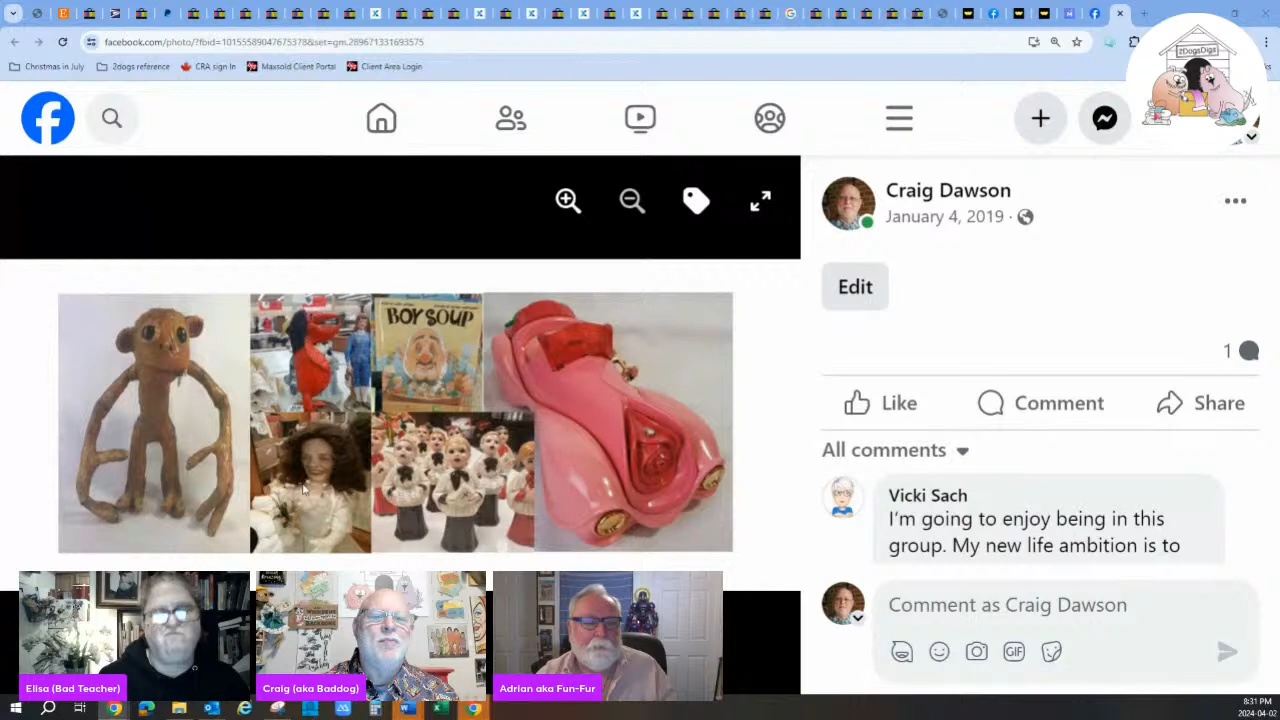 facebook.com/photo/?fbid=10155589047675378&set=gm.289671331693575
Christmas in July
2dogs reference
CRA sign In
Maxsold Client Portal
Client Area Login
2DogsDigs
Craig Dawson
January 4, 2019 ·
Edit
1
Like
Comment
Share
All comments
Vicki Sach
I'm going to enjoy being in this
group. My new life ambition is to
Comment as Craig Dawson
GIF
BOY SOUP
Elisa (Bad Teacher)
Craig (aka Baddog)
Adrian aka Fun-Fur
8:31 PM
2024-04-02